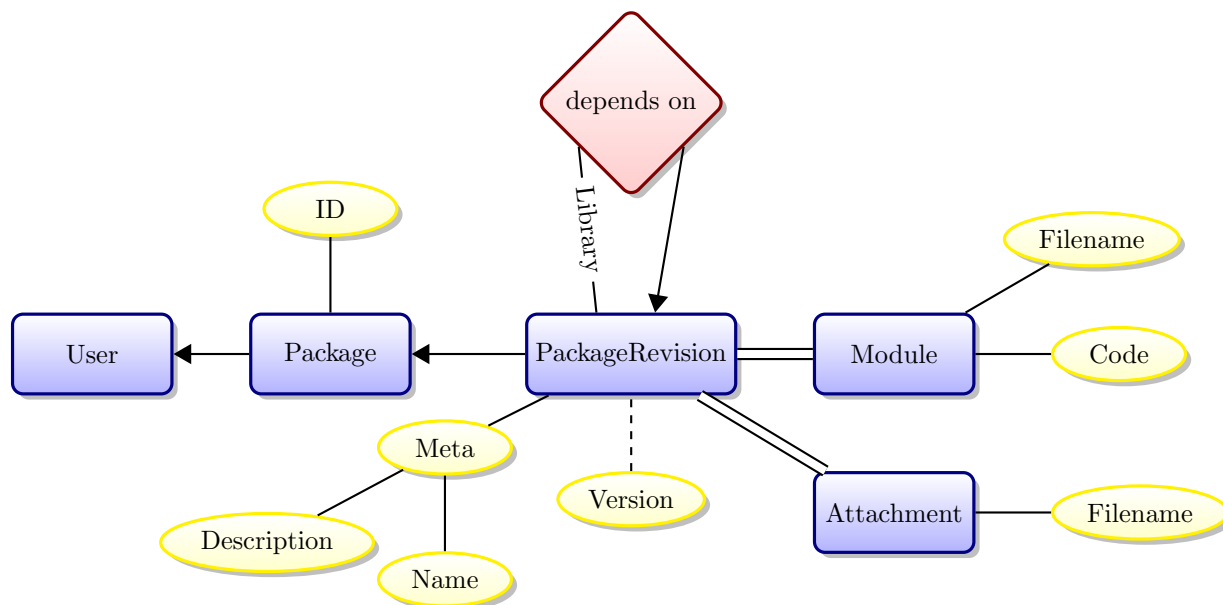 depends on
Library
ID
Filename
User
Package
PackageRevision
Module
Code
Meta
Version
Attachment
Filename
Description
Name